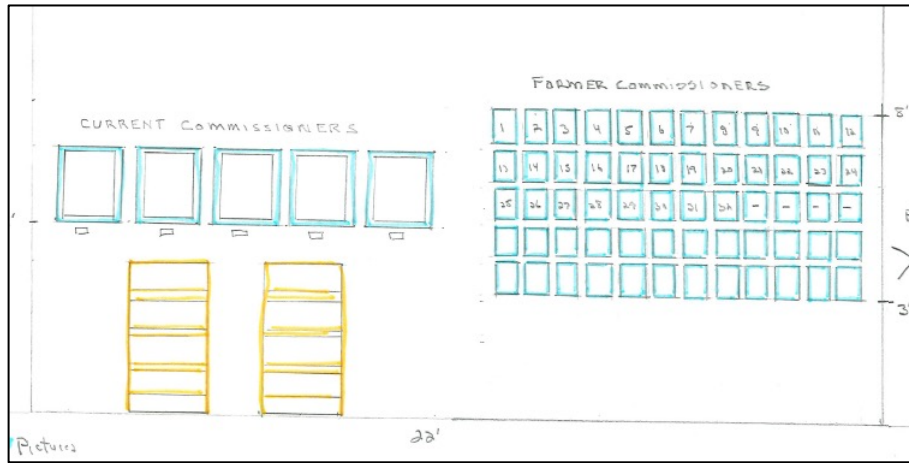 FORMER COMMISSIONERS
CURRENT COMMISSIONERS
1 2 3 4 5 6 7 8 9 10 11 12
13 14 15 16 17 18 19 20 21 22 23 24
25 26 27 28 29 30 31 32 - - - -
8'
3'
22'
Pictures